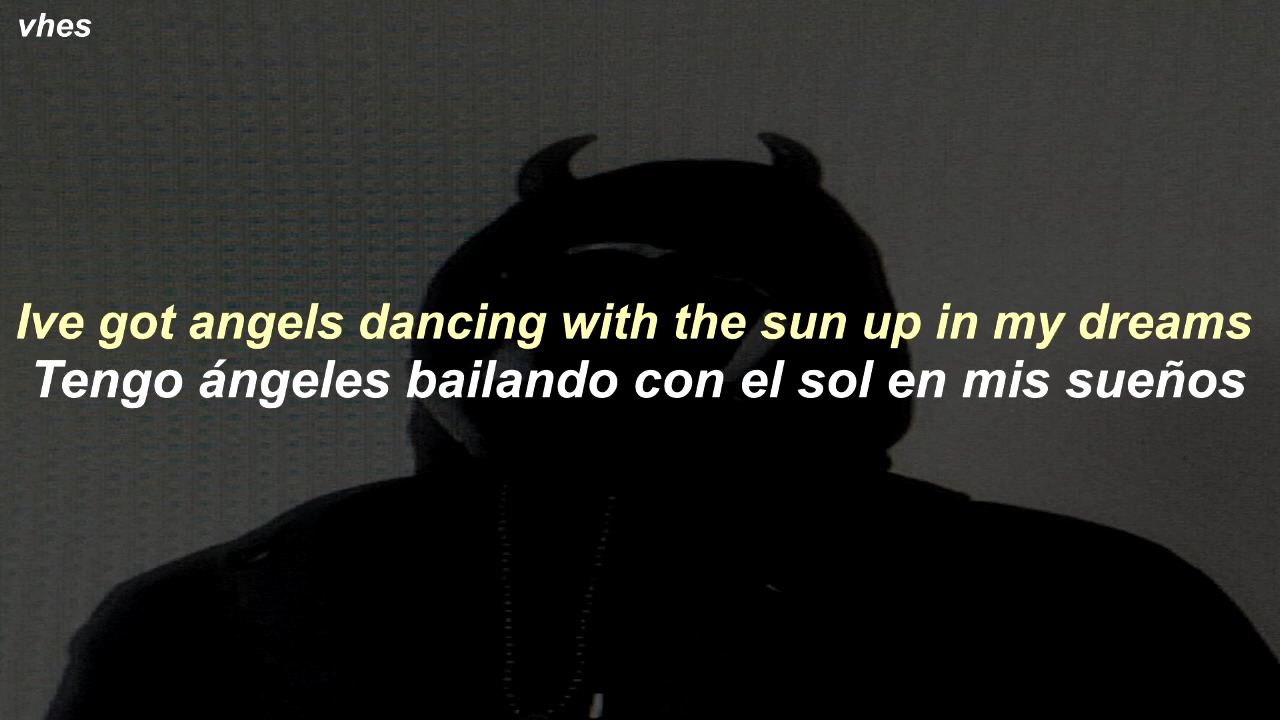 vhes
Ive got angels dancing with the sun up in my dreams
Tengo ángeles bailando con el sol en mis sueños